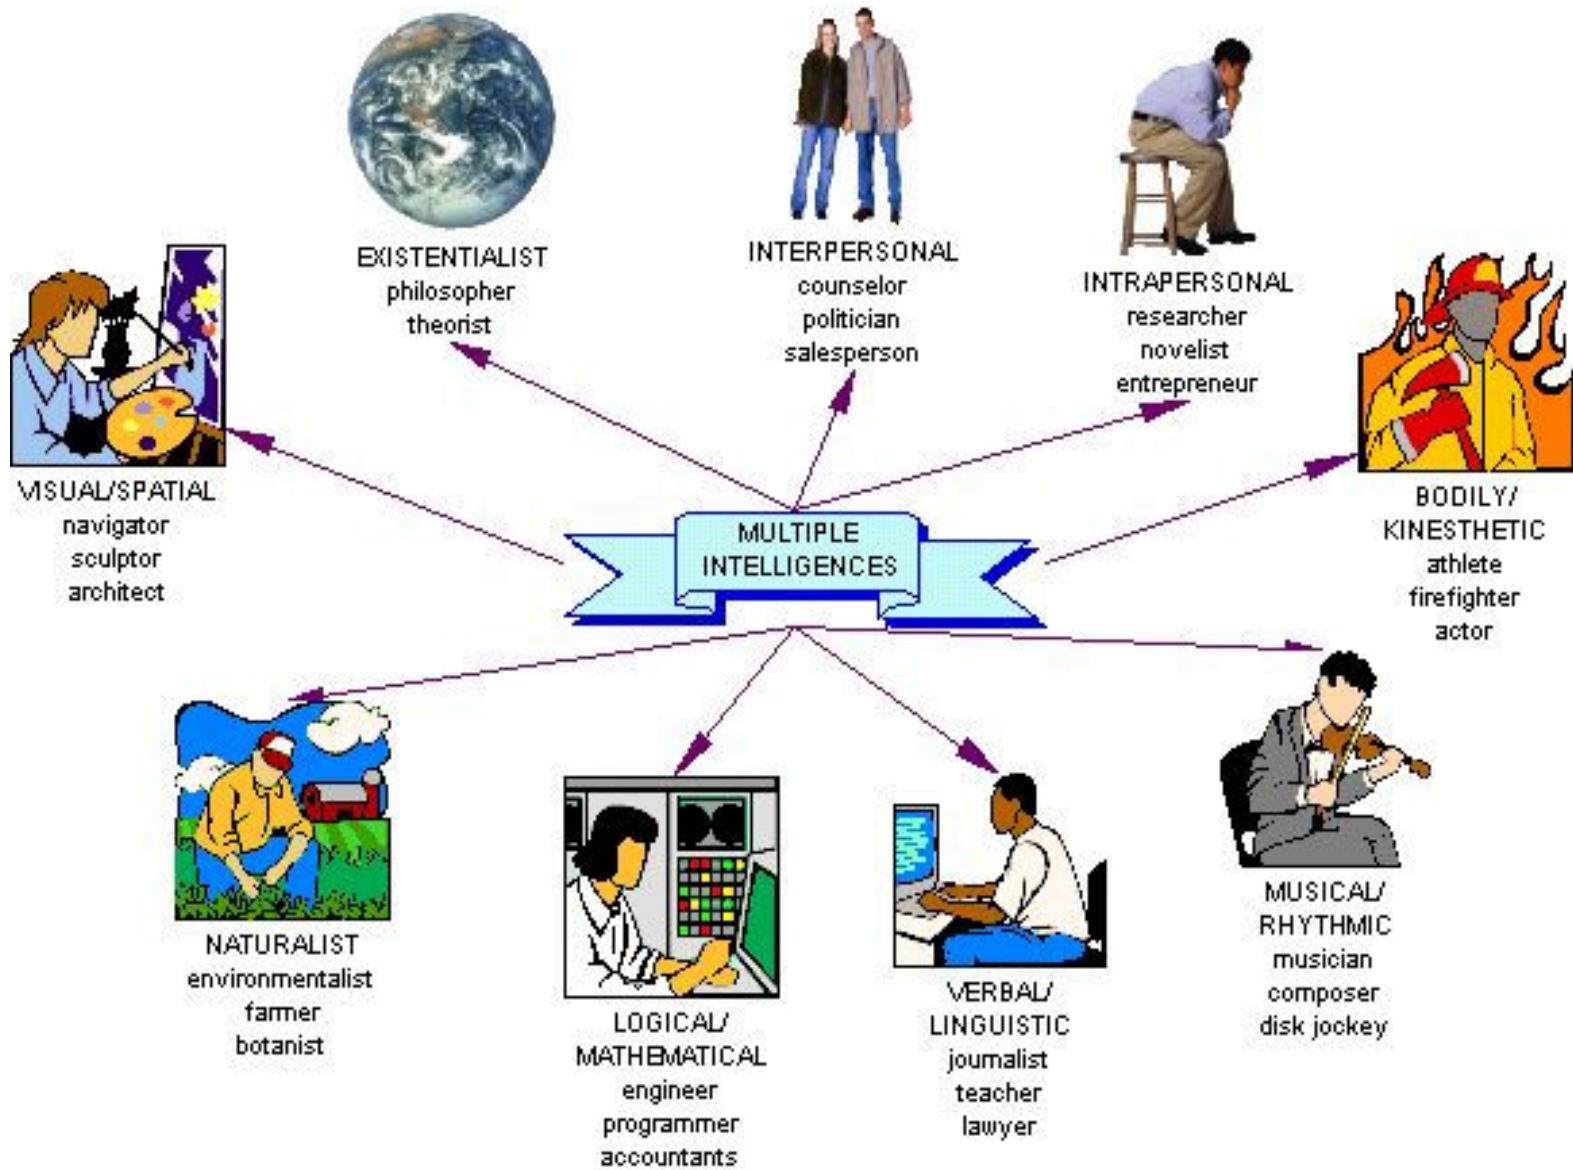 EXISTENTIALIST
philosopher
theorist
INTERPERSONAL
counselor
politician
salesperson
INTRAPERSONAL
researcher
novelist
entrepreneur
VISUAL/SPATIAL
navigator
sculptor
architect
MULTIPLE
INTELLIGENCES
BODILY/
KINESTHETIC
athlete
firefighter
actor
NATURALIST
environmentalist
farmer
botanist
LOGICAL/
MATHEMATICAL
engineer
programmer
accountants
VERBAL/
LINGUISTIC
journalist
teacher
lawyer
MUSICAL/
RHYTHMIC
musician
composer
disk jockey